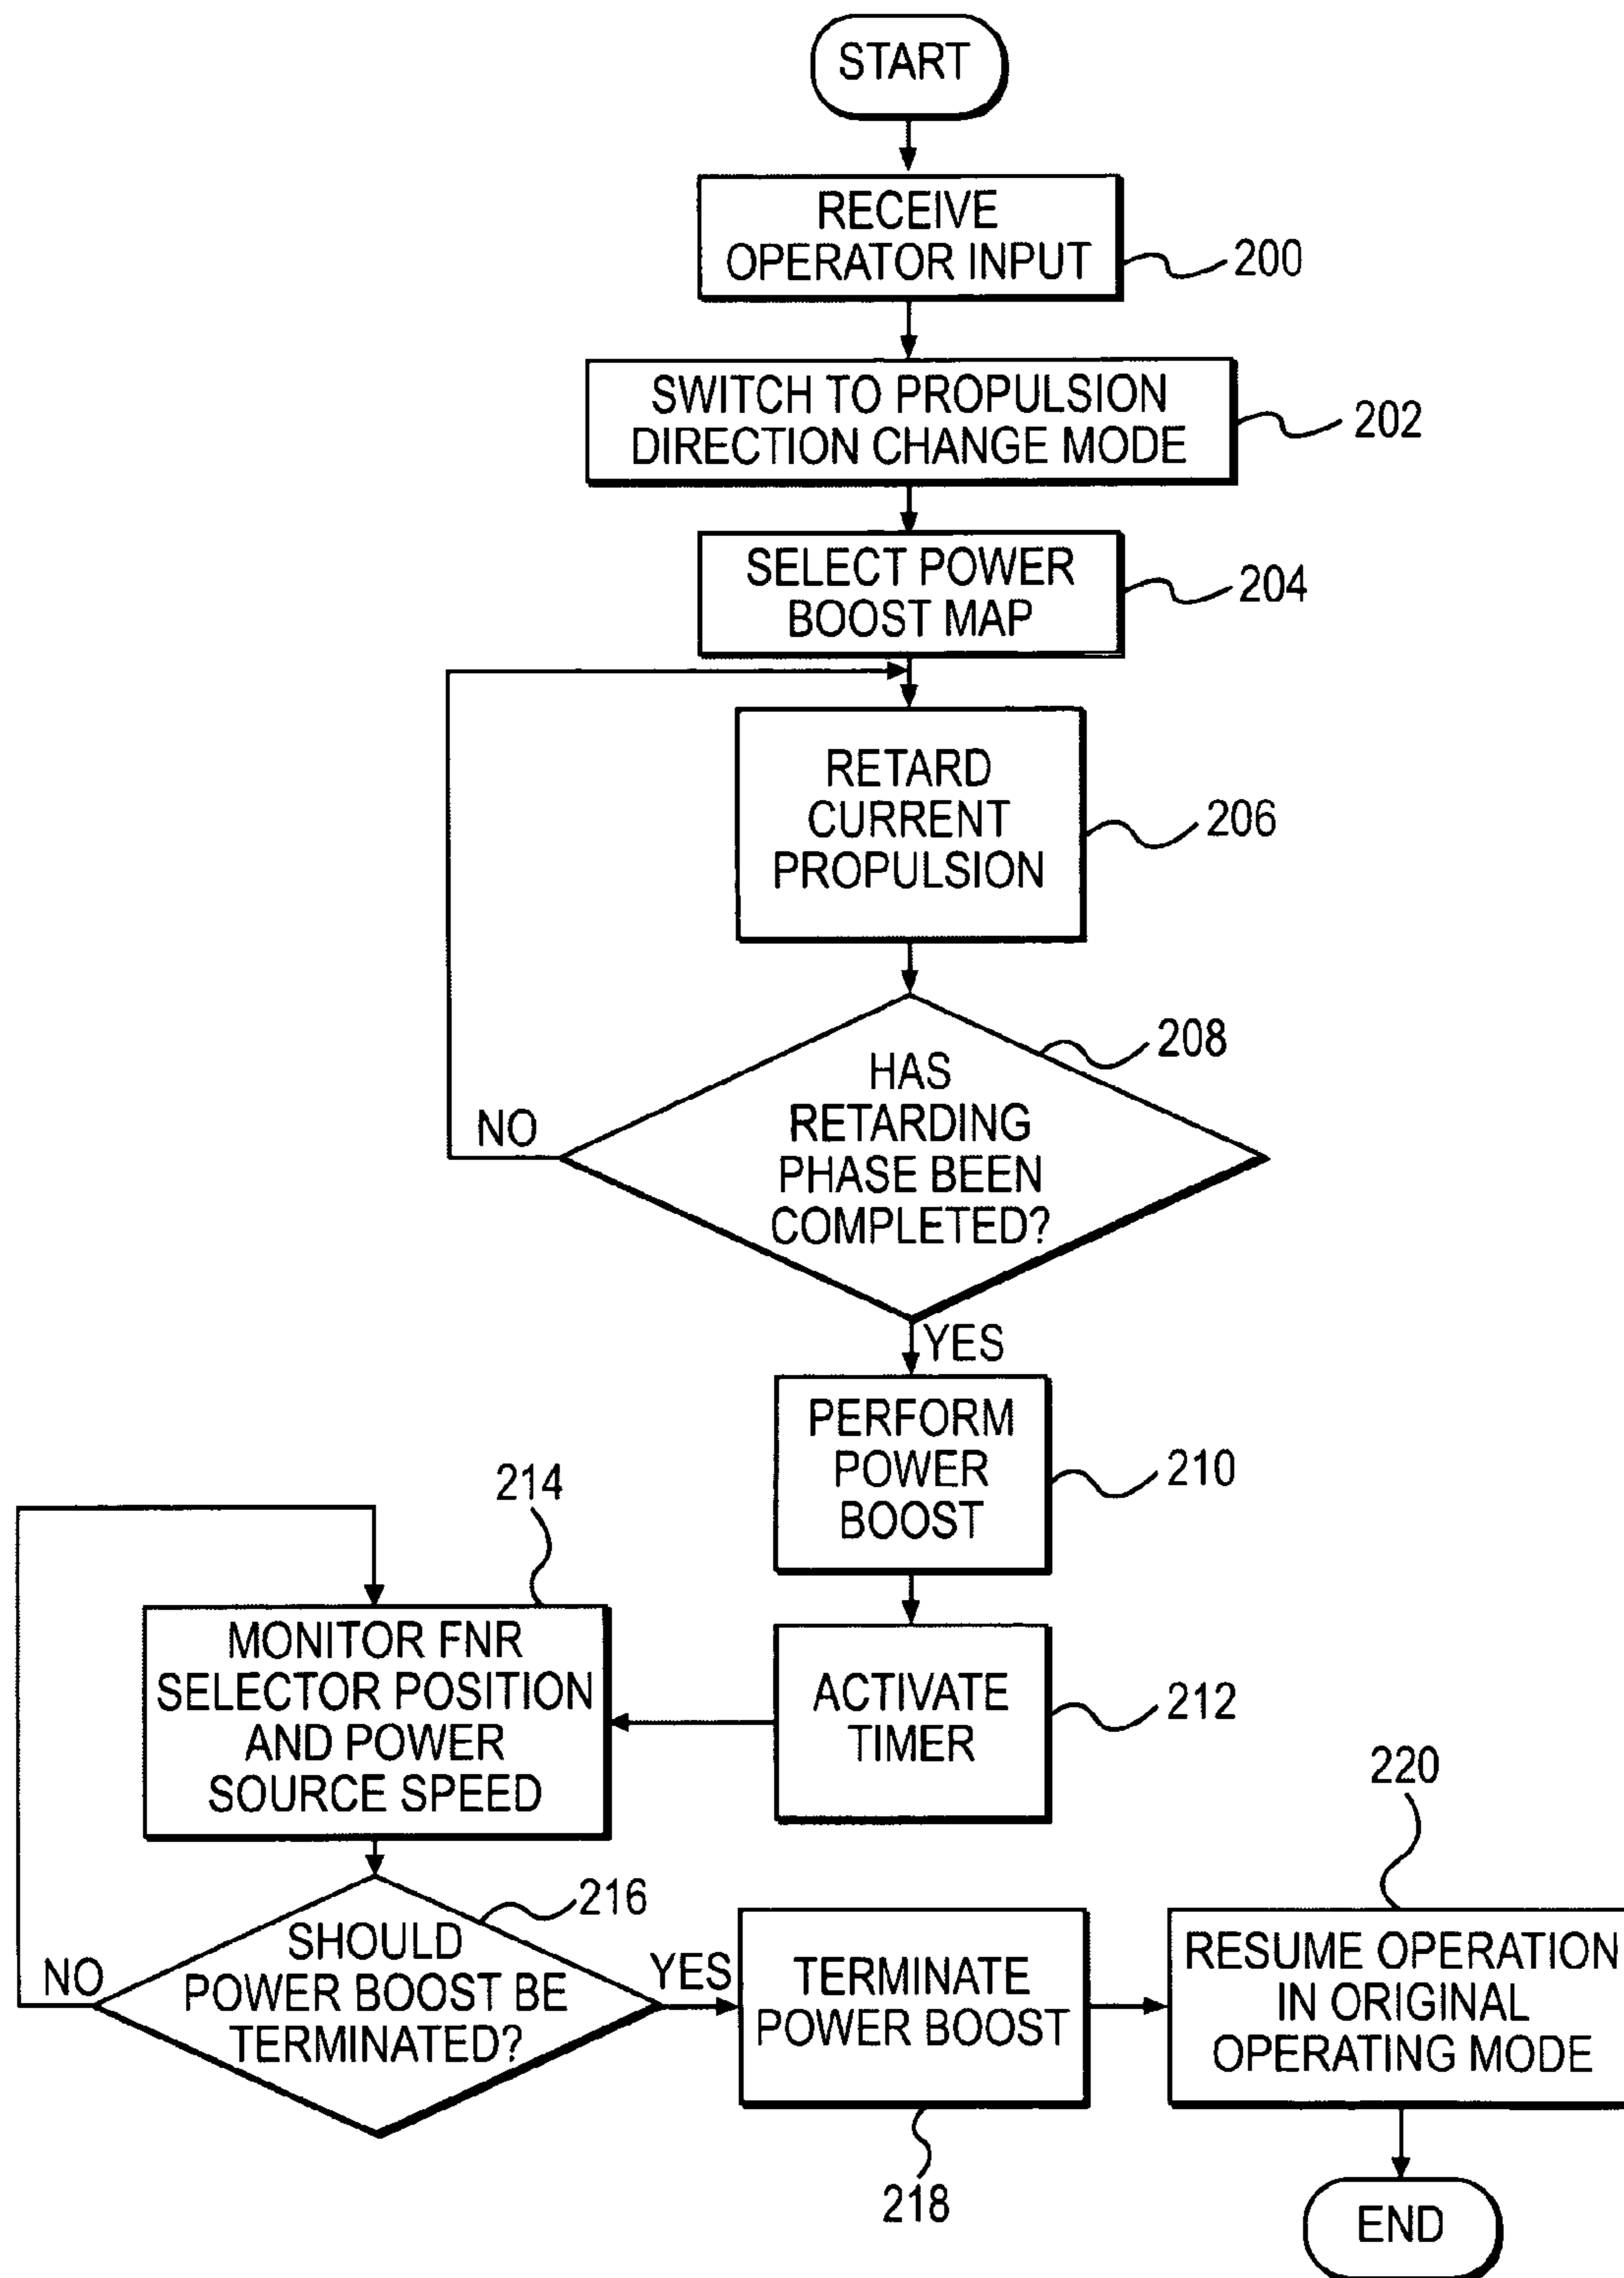 START
RECEIVE
OPERATOR INPUT
200
SWITCH TO PROPULSION
DIRECTION CHANGE MODE
202
SELECT POWER
BOOST MAP
204
RETARD
CURRENT
PROPULSION
206
208
HAS
RETARDING
PHASE BEEN
COMPLETED?
NO
YES
PERFORM
POWER
BOOST
210
214
MONITOR FNR
SELECTOR POSITION
AND POWER
SOURCE SPEED
ACTIVATE
TIMER
212
216
SHOULD
POWER BOOST BE
TERMINATED?
NO
YES
TERMINATE
POWER BOOST
218
220
RESUME OPERATION
IN ORIGINAL
OPERATING MODE
END